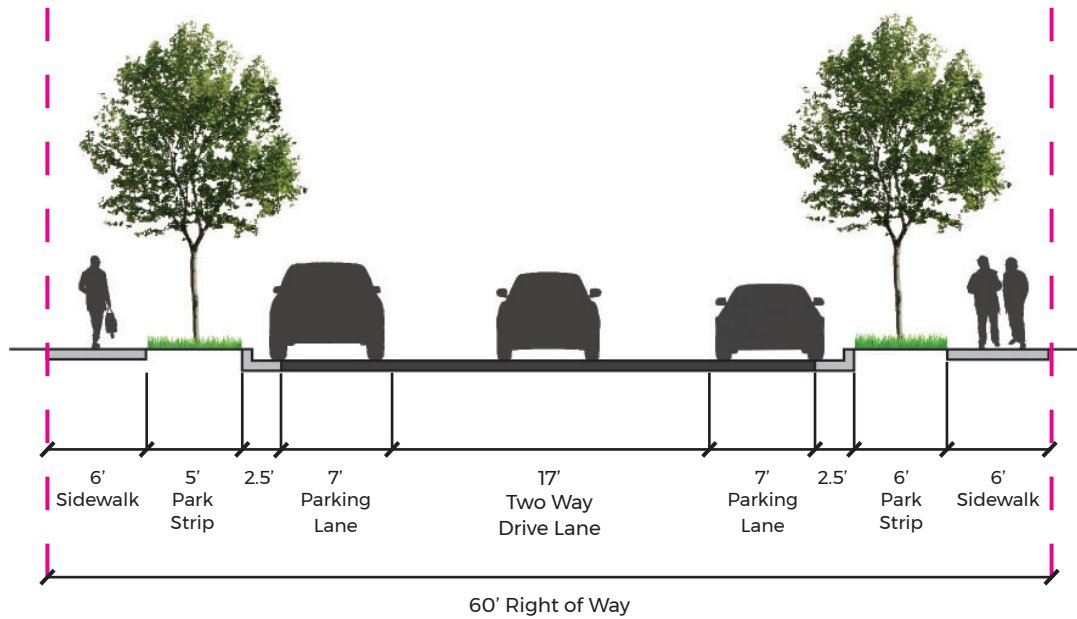 6’
Sidewalk
5’
Park
Strip
2.5’
7’
Parking
Lane
17’
Two Way
Drive Lane
7’
Parking
Lane
2.5’
6’
Park
Strip
6’
Sidewalk
60’ Right of Way